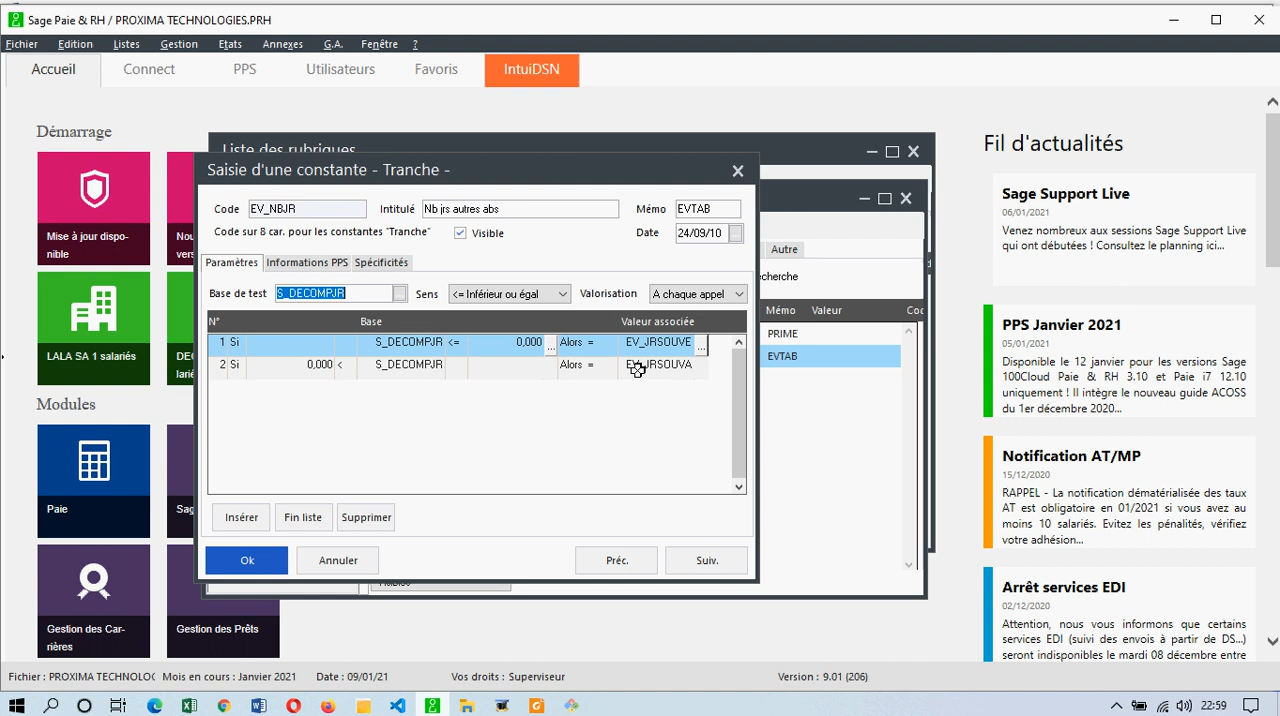 Sage Paie & RH / PROXIMA TECHNOLOGIES.PRH
Fichier Edition Listes Gestion Etats Annexes G.A. Fenêtre ?
Accueil Connect PPS Utilisateurs Favoris IntuiDSN
Démarrage
Mise à jour dispo-
nible
LALA SA 1 salariés
Modules
Paie
Gestion des Car-
rières
Gestion des Prêts
Liste des rubriques
Saisie d'une constante - Tranche -
Code EV_NBJR Intitulé Nb jrs autres abs Mémo EVTAB
Code sur 8 car. pour les constantes "Tranche" Visible Date 24/09/10
Paramètres Informations PPS Spécificités
Base de test S_DECOMPJR Sens <= Inférieur ou égal Valorisation A chaque appel
N° Base Valeur associée
1 Si S_DECOMPJR <= 0,000 ... Alors = EV_JRSOUVE ...
2 Si 0,000 < S_DECOMPJR Alors = EV_JRSOUVA
Insérer Fin liste Supprimer
Ok Annuler Préc. Suiv.
Autre
Mémo Valeur
PRIME
EVTAB
Fil d'actualités
Sage Support Live
06/01/2021
Venez nombreux aux sessions Sage Support Live
qui ont débutées ! Consultez le planning ici...
PPS Janvier 2021
05/01/2021
Disponible le 12 janvier pour les versions Sage
100Cloud Paie & RH 3.10 et Paie i7 12.10
uniquement ! Il intègre le nouveau guide ACOSS
du 1er décembre 2020...
Notification AT/MP
15/12/2020
RAPPEL - La notification dématérialisée des taux
AT est obligatoire en 01/2021 si vous avez au
moins 10 salariés. Evitez les pénalités, vérifiez
votre adhésion...
Arrêt services EDI
02/12/2020
Attention, nous vous informons que certains
services EDI (suivi des envois à partir de DS...)
seront indisponibles le mardi 08 décembre entre
Fichier : PROXIMA TECHNOLOG Mois en cours : Janvier 2021 Date : 09/01/21 Vos droits : Superviseur Version : 9.01 (206)
22:59